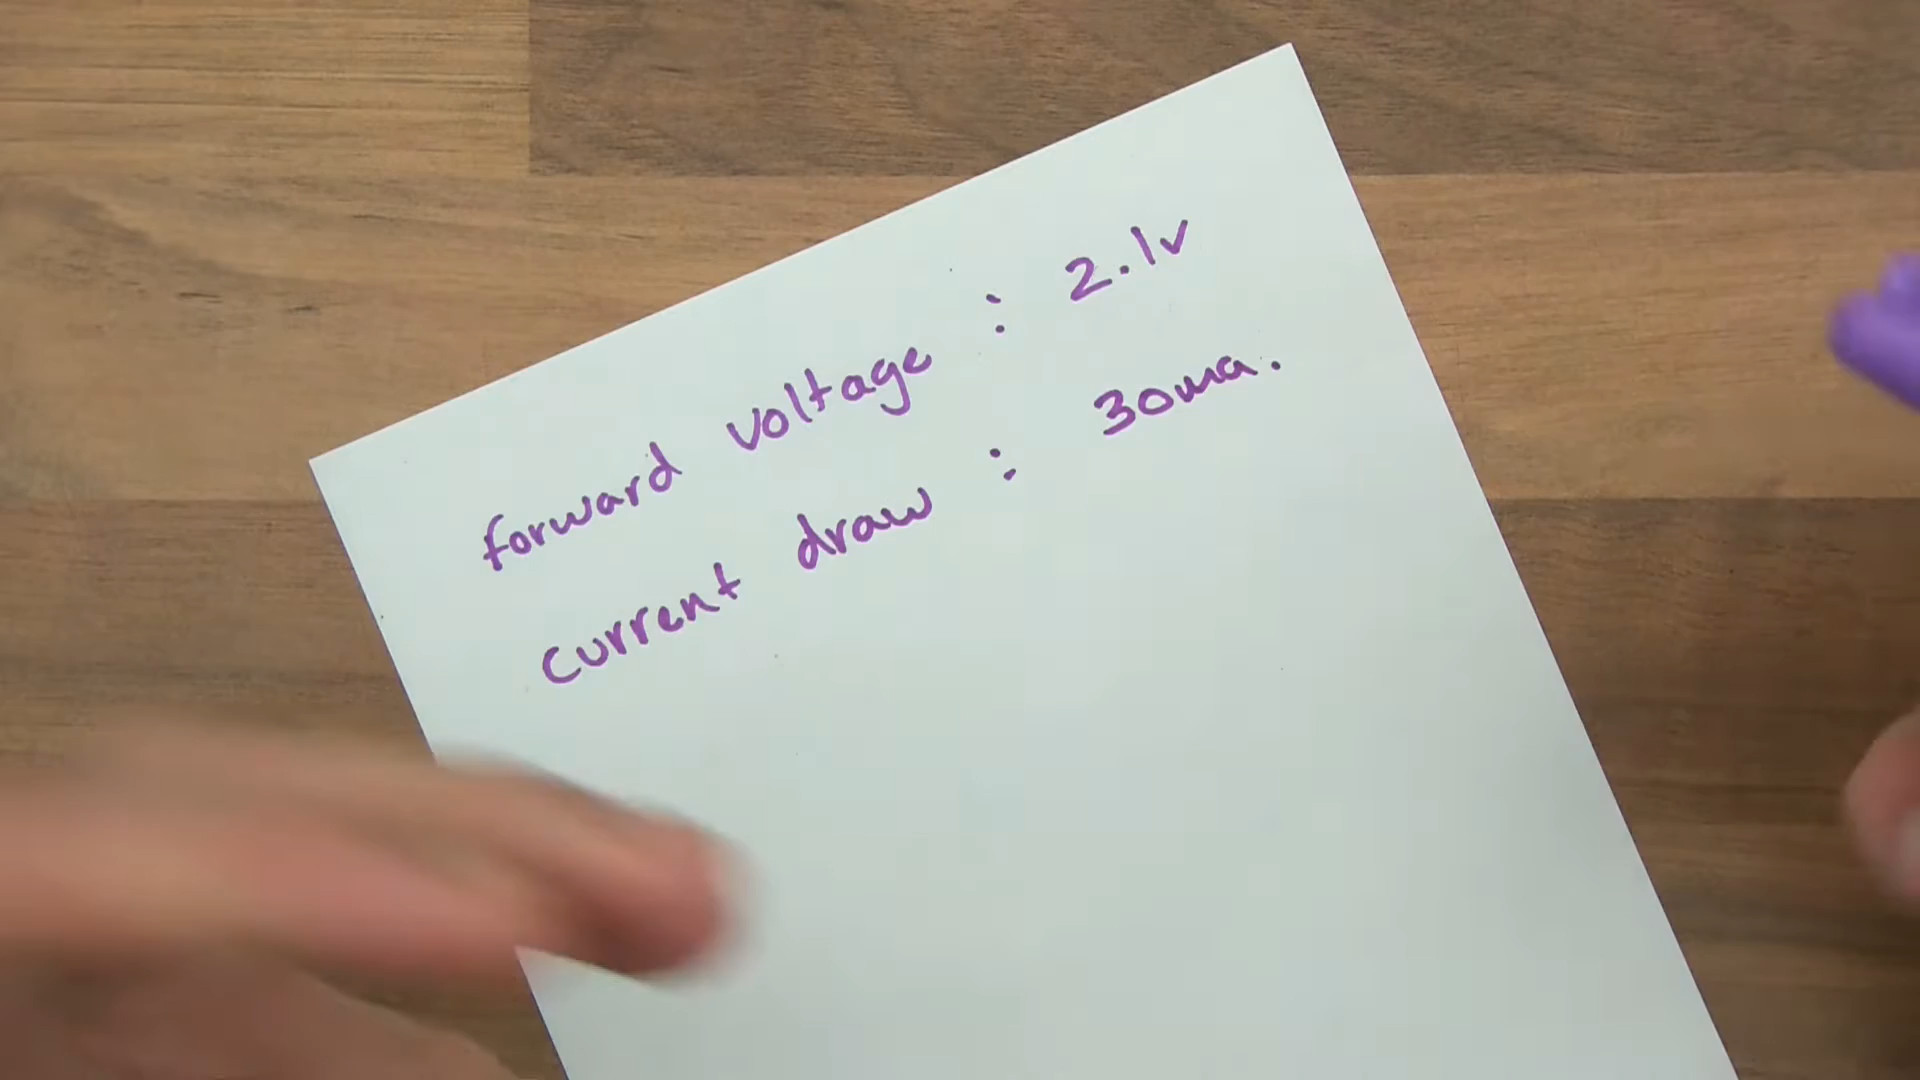 forward voltage : 2.1v
current draw : 30ma.